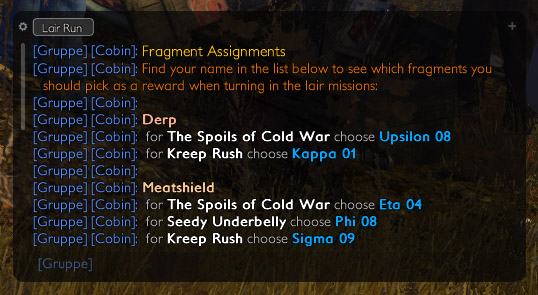 Lair Run
[Gruppe] [Cobin]: Fragment Assignments
[Gruppe] [Cobin]: Find your name in the list below to see which fragments you
should pick as a reward when turning in the lair missions:
[Gruppe] [Cobin]:
[Gruppe] [Cobin]: Derp
[Gruppe] [Cobin]: for The Spoils of Cold War choose Upsilon 08
[Gruppe] [Cobin]: for Kreep Rush choose Kappa 01
[Gruppe] [Cobin]:
[Gruppe] [Cobin]: Meatshield
[Gruppe] [Cobin]: for The Spoils of Cold War choose Eta 04
[Gruppe] [Cobin]: for Seedy Underbelly choose Phi 08
[Gruppe] [Cobin]: for Kreep Rush choose Sigma 09
[Gruppe]